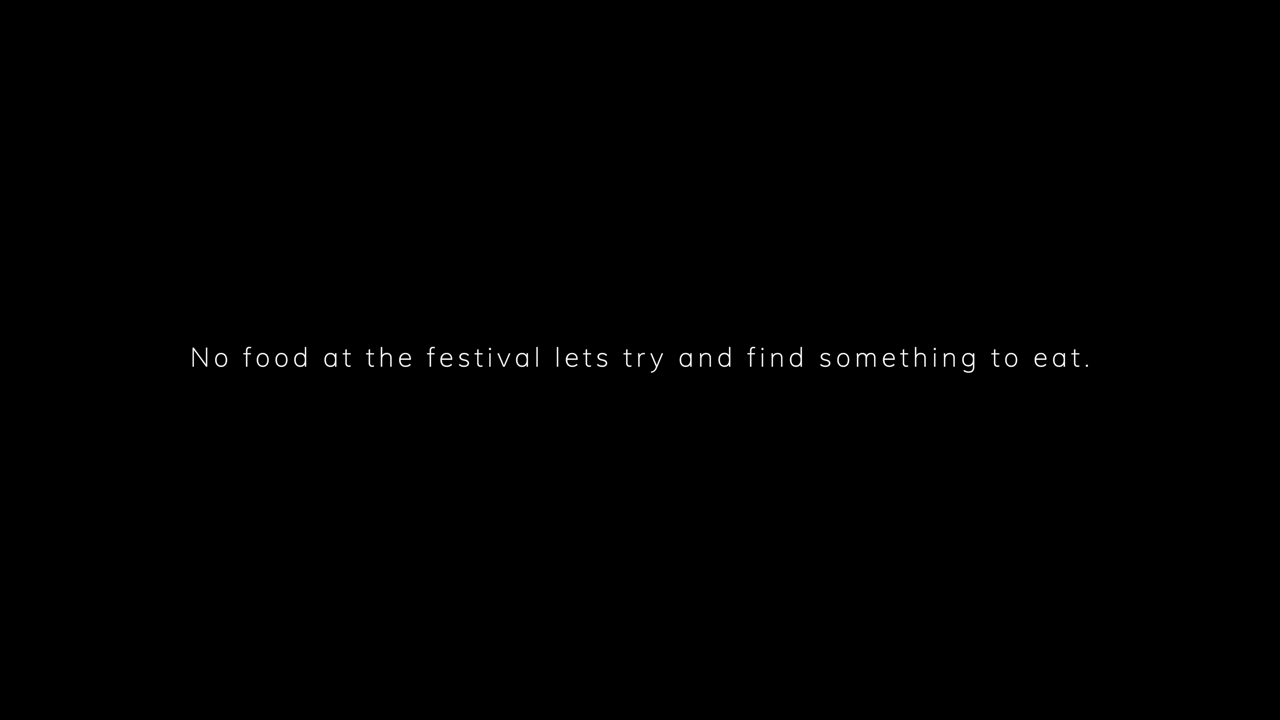 No food at the festival lets try and find something to eat.